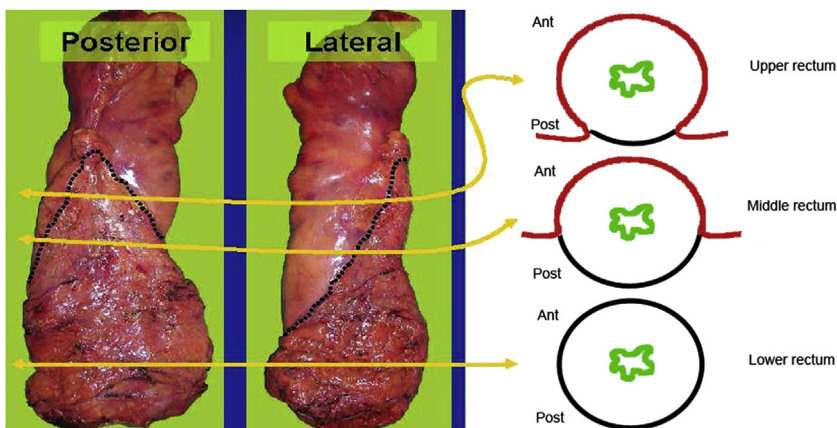 Posterior
Lateral
Ant
Upper rectum
Post
Ant
Middle rectum
Post
Ant
Lower rectum
Post